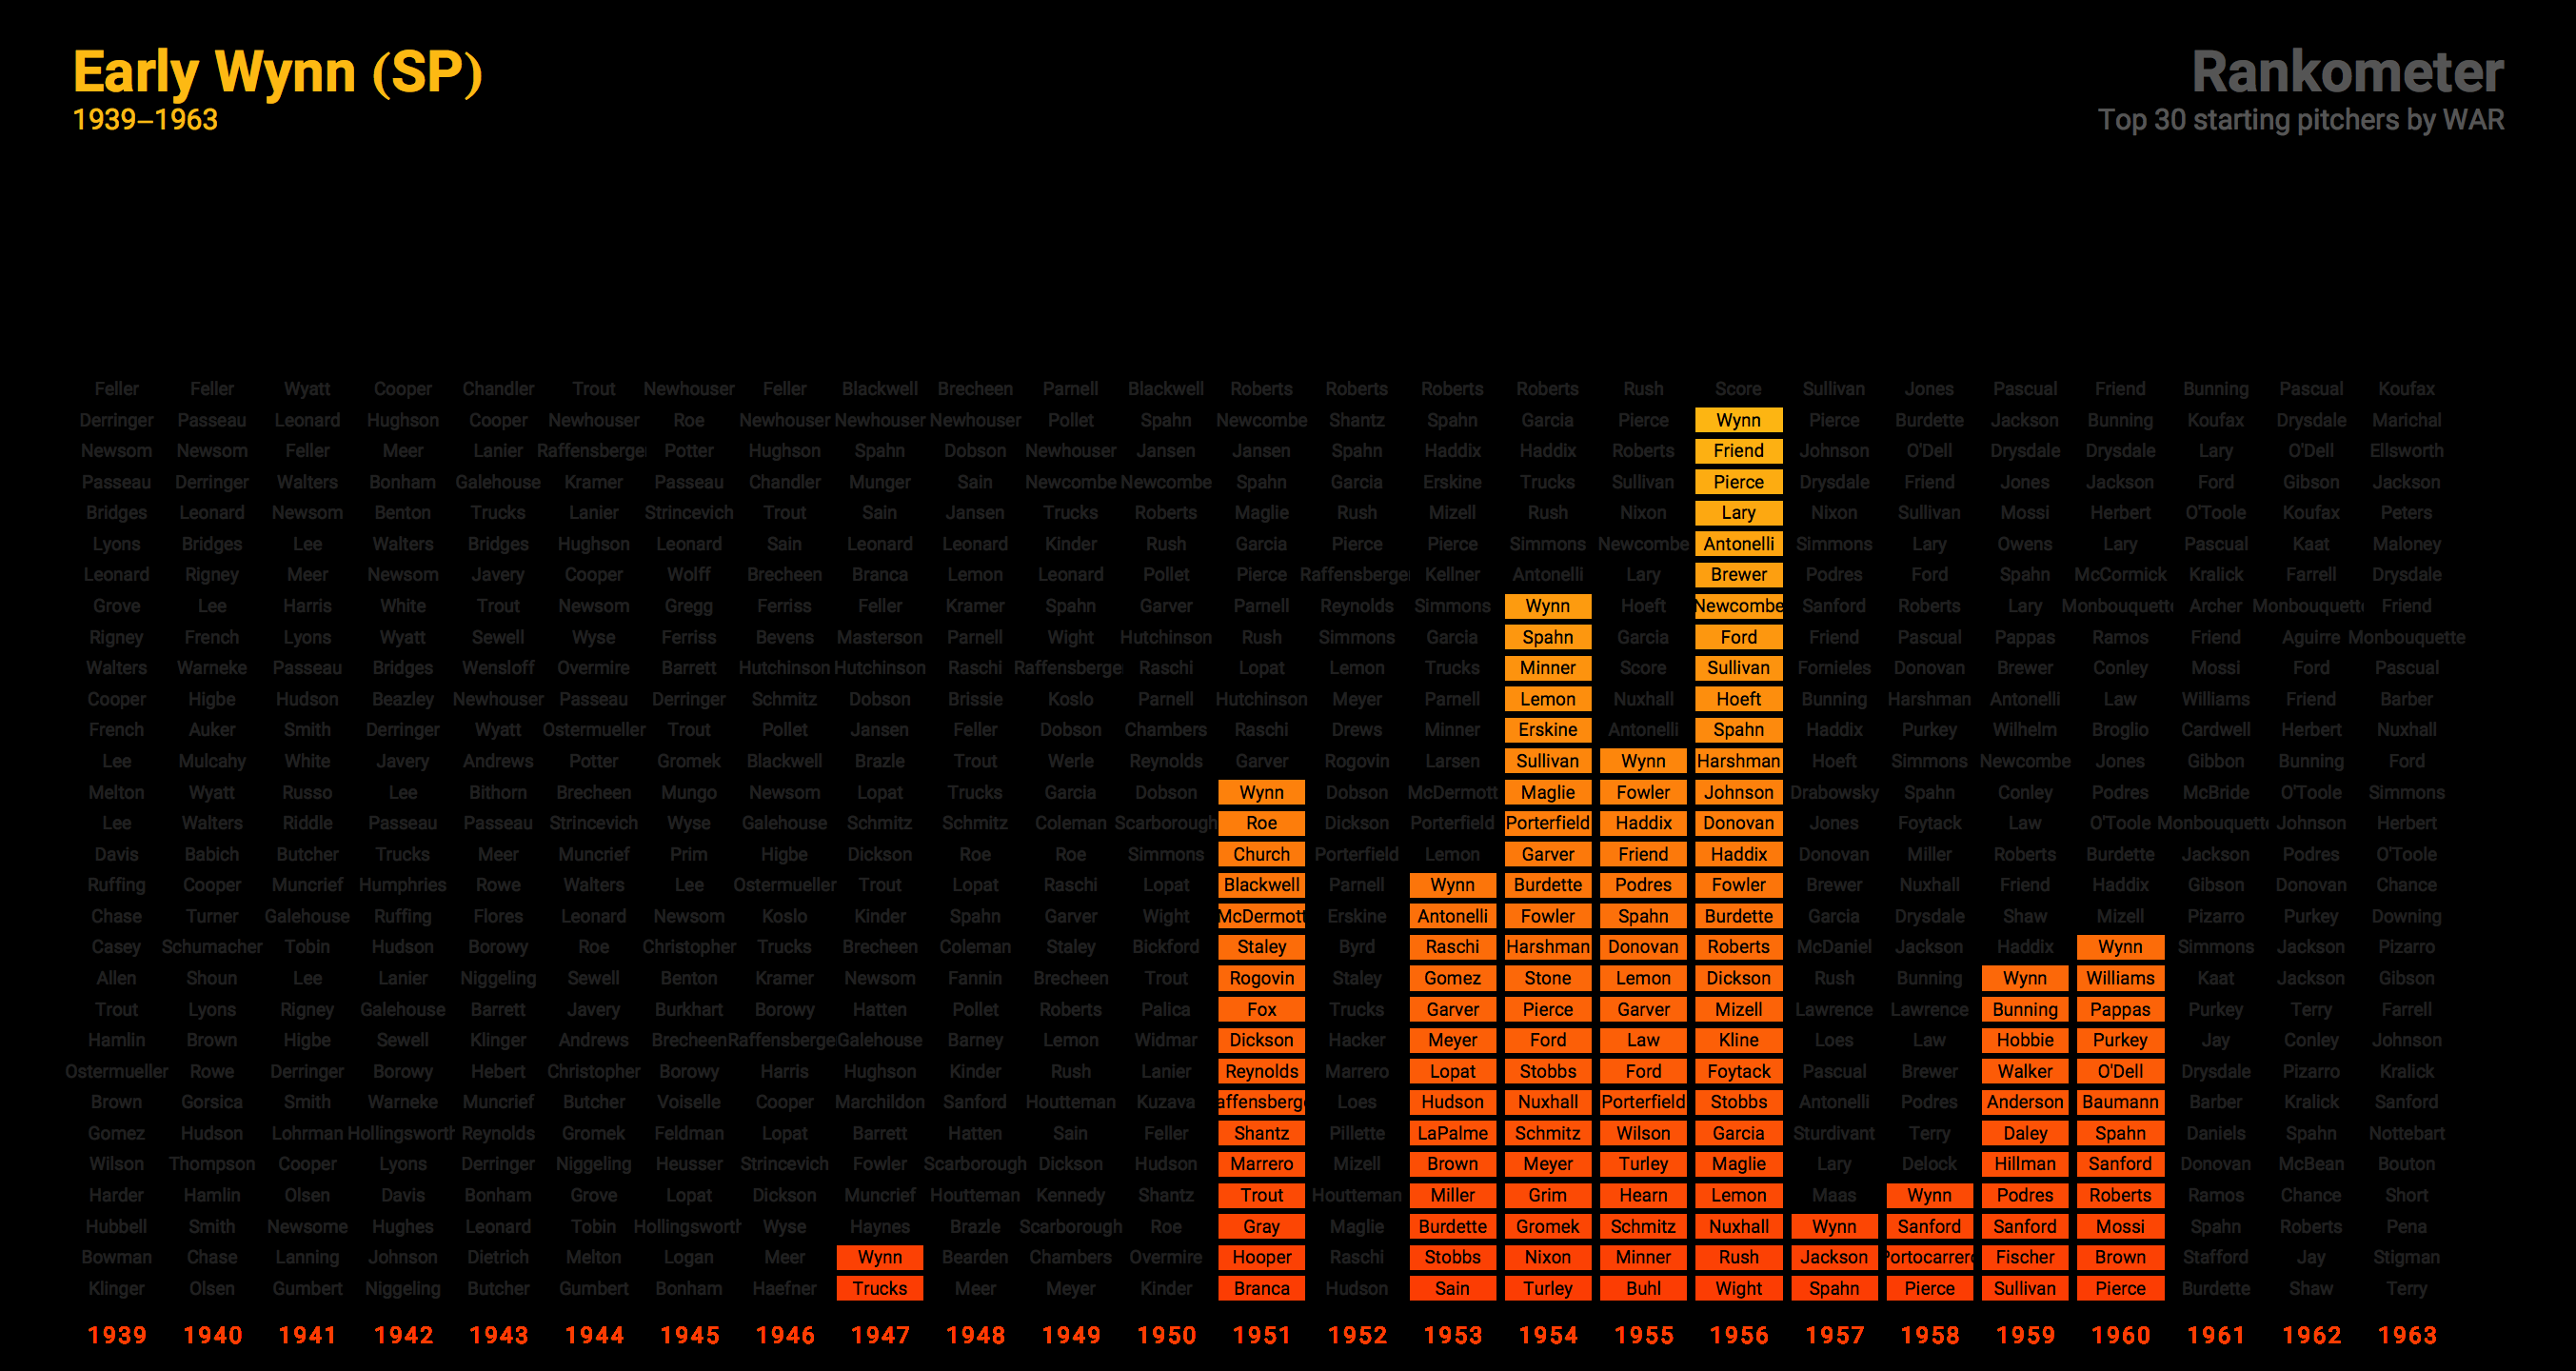 Early Wynn (SP)
1939–1963
Rankometer
Top 30 starting pitchers by WAR
Feller Feller Wyatt Cooper Chandler Trout Newhouser Feller Blackwell Brecheen Parnell Blackwell Roberts Roberts Roberts Roberts Rush Score Sullivan Jones Pascual Friend Bunning Pascual Koufax
Derringer Passeau Leonard Hughson Cooper Newhouser Roe Newhouser Newhouser Newhouser Pollet Spahn Newcombe Shantz Spahn Garcia Pierce Wynn Pierce Burdette Jackson Bunning Koufax Drysdale Marichal
Newsom Newsom Feller Meer Lanier Raffensberger Potter Hughson Spahn Dobson Newhouser Jansen Jansen Spahn Haddix Haddix Roberts Friend Johnson O'Dell Drysdale Drysdale Lary O'Dell Ellsworth
Passeau Derringer Walters Bonham Galehouse Kramer Passeau Chandler Munger Sain Newcombe Newcombe Spahn Garcia Erskine Trucks Sullivan Pierce Drysdale Friend Jones Jackson Ford Gibson Jackson
Bridges Leonard Newsom Benton Trucks Lanier Strincevich Trout Sain Jansen Trucks Roberts Maglie Rush Mizell Rush Nixon Lary Nixon Sullivan Mossi Herbert O'Toole Koufax Peters
Lyons Bridges Lee Walters Bridges Hughson Leonard Sain Leonard Leonard Kinder Rush Garcia Pierce Pierce Simmons Newcombe Antonelli Simmons Lary Owens Lary Pascual Kaat Maloney
Leonard Rigney Meer Newsom Javery Cooper Wolff Brecheen Branca Lemon Leonard Pollet Pierce Raffensberger Kellner Antonelli Lary Brewer Podres Ford Spahn McCormick Kralick Farrell Drysdale
Grove Lee Harris White Trout Newsom Gregg Ferriss Feller Kramer Spahn Garver Parnell Reynolds Simmons Wynn Hoeft Newcombe Sanford Roberts Lary Monbouquette Archer Monbouquette Friend
Rigney French Lyons Wyatt Sewell Wyse Ferriss Bevens Masterson Parnell Wight Hutchinson Rush Simmons Garcia Spahn Garcia Ford Friend Pascual Pappas Ramos Friend Aguirre Monbouquette
Walters Warneke Passeau Bridges Wensloff Overmire Barrett Hutchinson Hutchinson Raschi Raffensberge Raschi Lopat Lemon Trucks Minner Score Sullivan Fornieles Donovan Brewer Conley Mossi Ford Pascual
Cooper Higbe Hudson Beazley Newhouser Passeau Derringer Schmitz Dobson Brissie Koslo Parnell Hutchinson Meyer Parnell Lemon Nuxhall Hoeft Bunning Harshman Antonelli Law Williams Friend Barber
French Auker Smith Derringer Wyatt Ostermueller Trout Pollet Jansen Feller Dobson Chambers Raschi Drews Minner Erskine Antonelli Spahn Haddix Purkey Wilhelm Broglio Cardwell Herbert Nuxhall
Lee Mulcahy White Javery Andrews Potter Gromek Blackwell Brazle Trout Werle Reynolds Garver Rogovin Larsen Sullivan Wynn Harshman Hoeft Simmons Newcombe Jones Gibbon Bunning Ford
Melton Wyatt Russo Lee Bithorn Brecheen Mungo Newsom Lopat Trucks Garcia Dobson Wynn Dobson McDermott Maglie Fowler Johnson Drabowsky Spahn Conley Podres McBride O'Toole Simmons
Lee Walters Riddle Passeau Passeau Strincevich Wyse Galehouse Schmitz Schmitz Coleman Scarborough Roe Dickson Porterfield Porterfield Haddix Donovan Jones Foytack Law O'Toole Monbouquette Johnson Herbert
Davis Babich Butcher Trucks Meer Muncrief Prim Higbe Dickson Roe Roe Simmons Church Porterfield Lemon Garver Friend Haddix Donovan Miller Roberts Burdette Jackson Podres O'Toole
Ruffing Cooper Muncrief Humphries Rowe Walters Lee Ostermueller Trout Lopat Raschi Lopat Blackwell Parnell Wynn Burdette Podres Fowler Brewer Nuxhall Friend Haddix Gibson Donovan Chance
Chase Turner Galehouse Ruffing Flores Leonard Newsom Koslo Kinder Spahn Garver Wight McDermott Erskine Antonelli Fowler Spahn Burdette Garcia Drysdale Shaw Mizell Pizarro Purkey Downing
Casey Schumacher Tobin Hudson Borowy Roe Christopher Trucks Brecheen Coleman Staley Bickford Staley Byrd Raschi Harshman Donovan Roberts McDaniel Jackson Haddix Wynn Simmons Jackson Pizarro
Allen Shoun Lee Lanier Niggeling Sewell Benton Kramer Newsom Fannin Brecheen Trout Rogovin Staley Gomez Stone Lemon Dickson Rush Bunning Wynn Williams Kaat Jackson Gibson
Trout Lyons Rigney Galehouse Barrett Javery Burkhart Borowy Hatten Pollet Roberts Palica Fox Trucks Garver Pierce Garver Mizell Lawrence Lawrence Bunning Pappas Purkey Terry Farrell
Hamlin Brown Higbe Sewell Klinger Andrews Brecheen Raffensberge Galehouse Barney Lemon Widmar Dickson Hacker Meyer Ford Law Kline Loes Law Hobbie Purkey Jay Conley Johnson
Ostermueller Rowe Derringer Borowy Hebert Christopher Borowy Harris Hughson Kinder Rush Lanier Reynolds Marrero Lopat Stobbs Ford Foytack Pascual Brewer Walker O'Dell Drysdale Pizarro Kralick
Brown Gorsica Smith Warneke Muncrief Butcher Voiselle Cooper Marchildon Sanford Houtteman Kuzava affensberg Loes Hudson Nuxhall Porterfield Stobbs Antonelli Podres Anderson Baumann Barber Kralick Sanford
Gomez Hudson Lohrman Hollingsworth Reynolds Gromek Feldman Lopat Barrett Hatten Sain Feller Shantz Pillette LaPalme Schmitz Wilson Garcia Sturdivant Terry Daley Spahn Daniels Spahn Nottebart
Wilson Thompson Cooper Lyons Derringer Niggeling Heusser Strincevich Fowler Scarborough Dickson Hudson Marrero Mizell Brown Meyer Turley Maglie Lary Delock Hillman Sanford Donovan McBean Bouton
Harder Hamlin Olsen Davis Bonham Grove Lopat Dickson Muncrief Houtteman Kennedy Shantz Trout Houtteman Miller Grim Hearn Lemon Maas Wynn Podres Roberts Ramos Chance Short
Hubbell Smith Newsome Hughes Leonard Tobin Hollingsworth Wyse Haynes Brazle Scarborough Roe Gray Maglie Burdette Gromek Schmitz Nuxhall Wynn Sanford Sanford Mossi Spahn Roberts Pena
Bowman Chase Lanning Johnson Dietrich Melton Logan Meer Wynn Bearden Chambers Overmire Hooper Raschi Stobbs Nixon Minner Rush Jackson Portocarrero Fischer Brown Stafford Jay Stigman
Klinger Olsen Gumbert Niggeling Butcher Gumbert Bonham Haefner Trucks Meer Meyer Kinder Branca Hudson Sain Turley Buhl Wight Spahn Pierce Sullivan Pierce Burdette Shaw Terry
1939 1940 1941 1942 1943 1944 1945 1946 1947 1948 1949 1950 1951 1952 1953 1954 1955 1956 1957 1958 1959 1960 1961 1962 1963